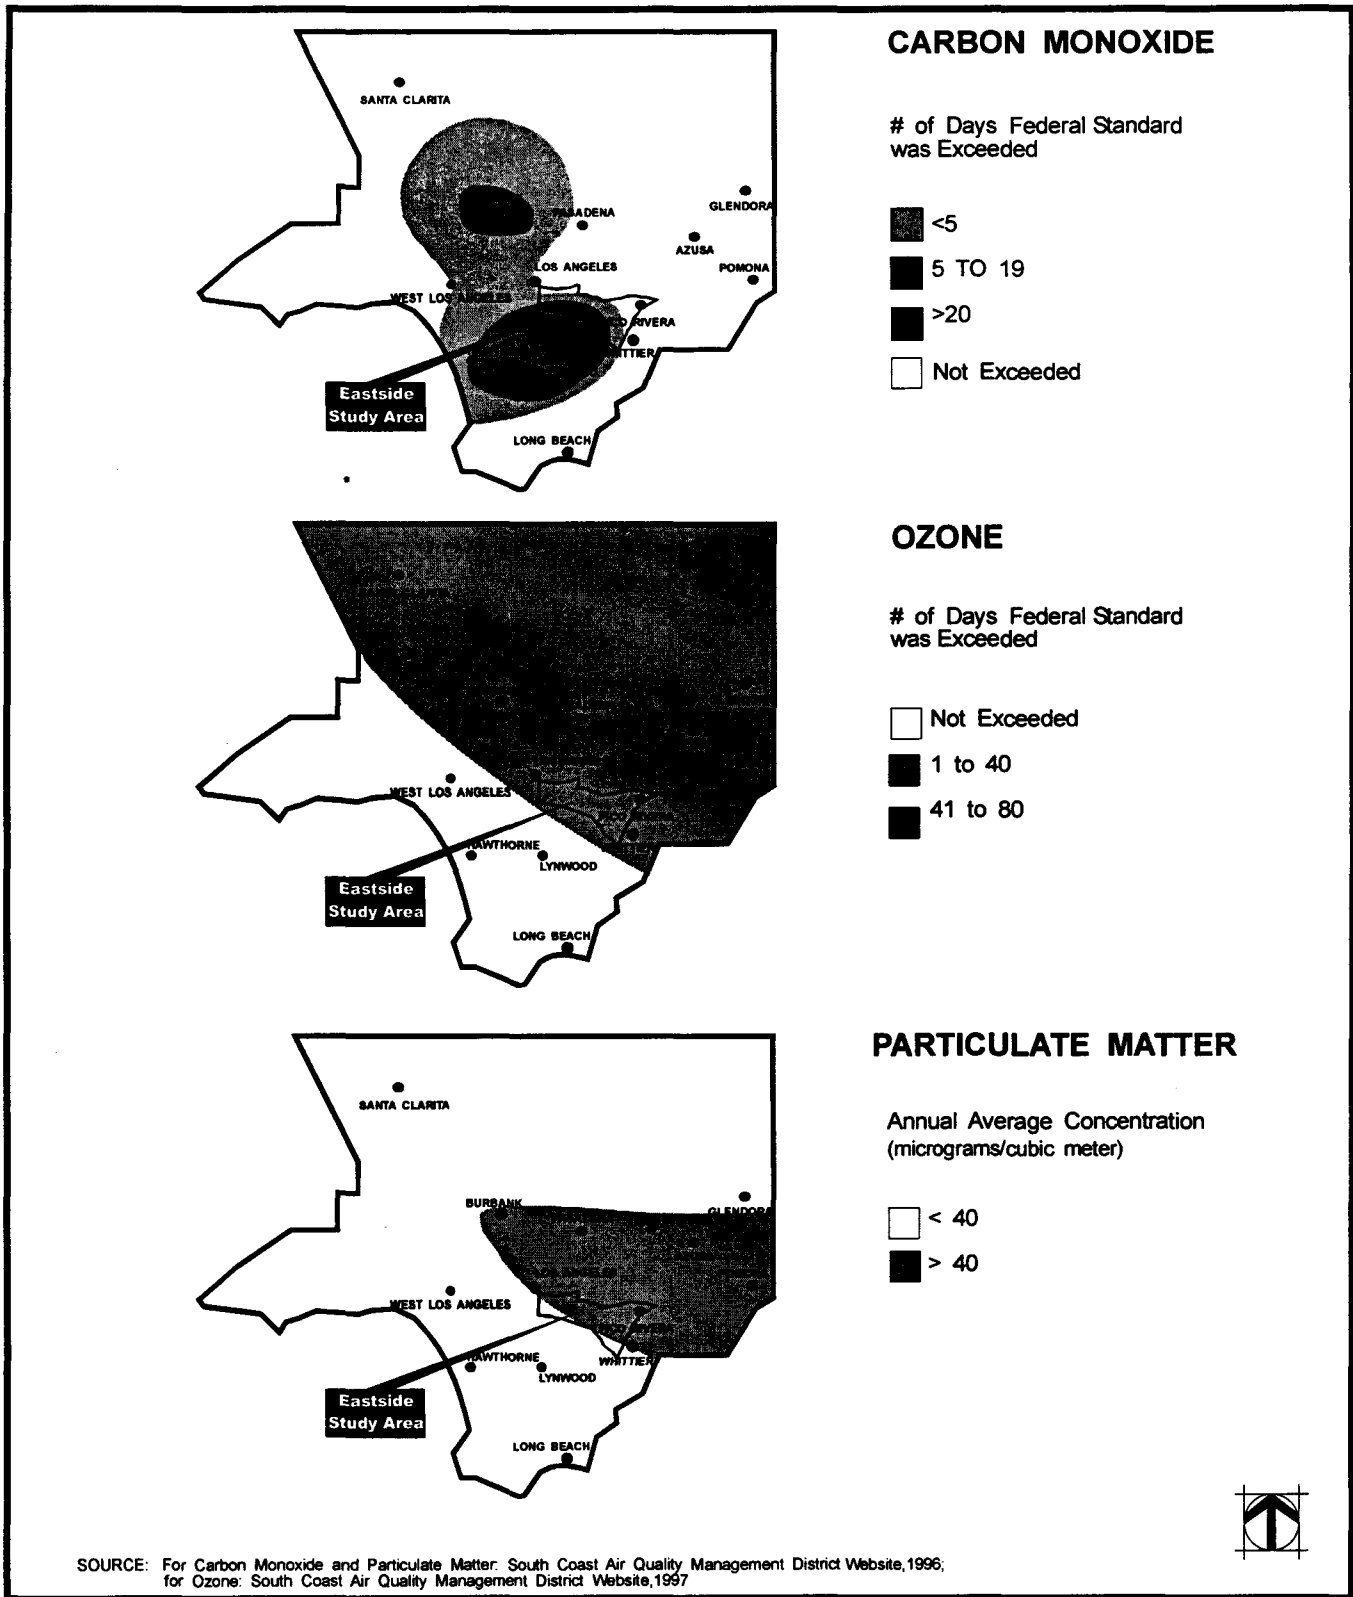 CARBON MONOXIDE
# of Days Federal Standard
was Exceeded
<5
5 TO 19
>20
Not Exceeded
SANTA CLARITA
GLENDORA
AZUSA
POMONA
LOS ANGELES
WEST LOS ANGELES
Eastside
Study Area
LONG BEACH
OZONE
# of Days Federal Standard
was Exceeded
Not Exceeded
1 to 40
41 to 80
WEST LOS ANGELES
HAWTHORNE
LYNWOOD
Eastside
Study Area
LONG BEACH
PARTICULATE MATTER
Annual Average Concentration
(micrograms/cubic meter)
< 40
> 40
SANTA CLARITA
BURBANK
GLENDORA
WEST LOS ANGELES
HAWTHORNE
WHITTIER
LYNWOOD
Eastside
Study Area
LONG BEACH
SOURCE: For Carbon Monoxide and Particulate Matter: South Coast Air Quality Management District Website,1996;
for Ozone: South Coast Air Quality Management District Website,1997